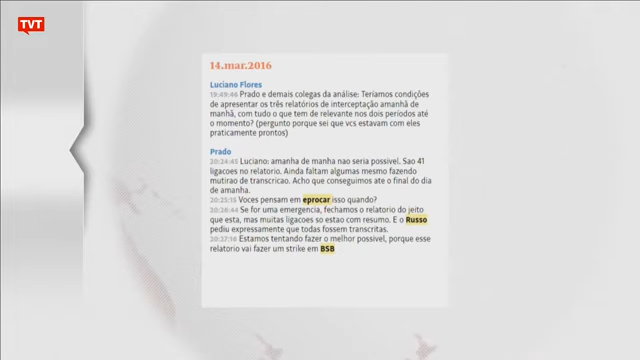 TVT
14.mar.2016
Luciano Flores
19:49:46 Prado e demais colegas da análise: Teriamos condições
de apresentar os três relatórios de interceptação amanhã de
manhã, com tudo o que tem de relevante nos dois períodos até
o momento? (pergunto porque sei que vcs estavam com eles
praticamente prontos)
Prado
20:24:45 Luciano: amanha de manha nao seria possivel. Sao 41
ligacoes no relatorio. Ainda faltam algumas mesmo fazendo
mutirao de transcricao. Acho que conseguimos ate o final do dia
de amanha.
20:25:15 Voces pensam em eprocar isso quando?
20:26:44 Se for uma emergencia, fechamos o relatorio do jeito
que esta, mas muitas ligacoes so estao com resumo. E o Russo
pediu expressamente que todas fossem transcritas.
20:27:16 Estamos tentando fazer o melhor possivel, porque esse
relatorio vai fazer um strike em BSB